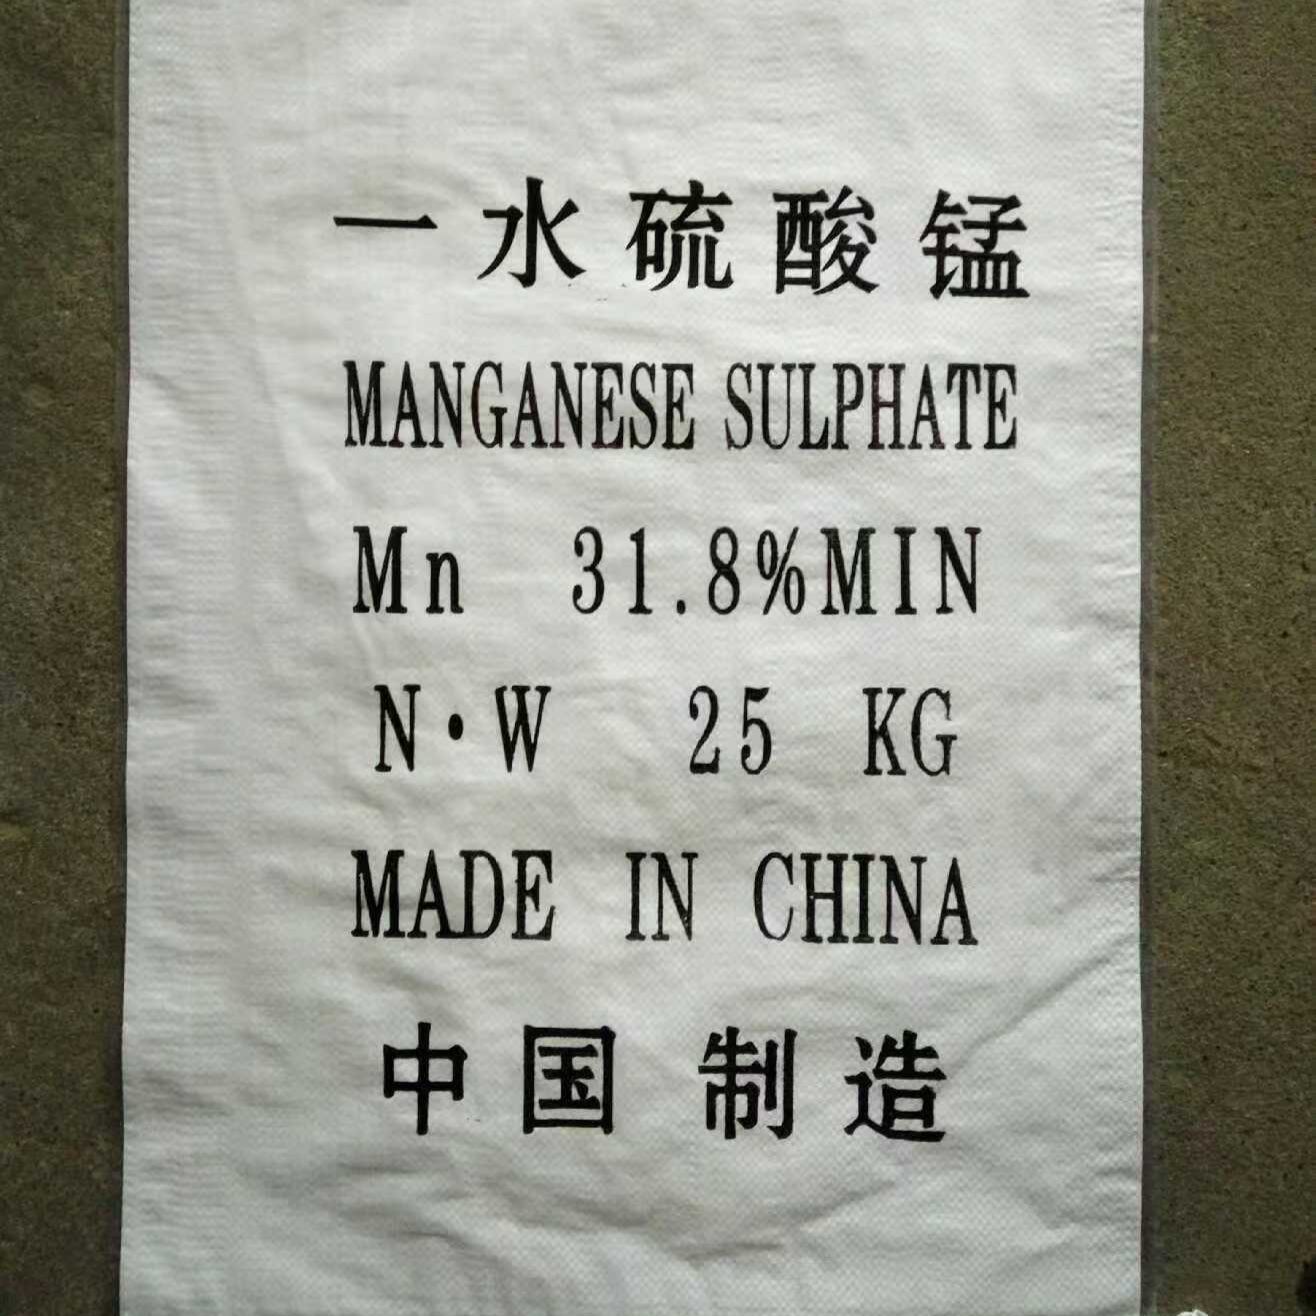 一水硫酸锰
MANGANESE SULPHATE
Mn 31.8%MIN
N·W 25 KG
MADE IN CHINA
中国制造